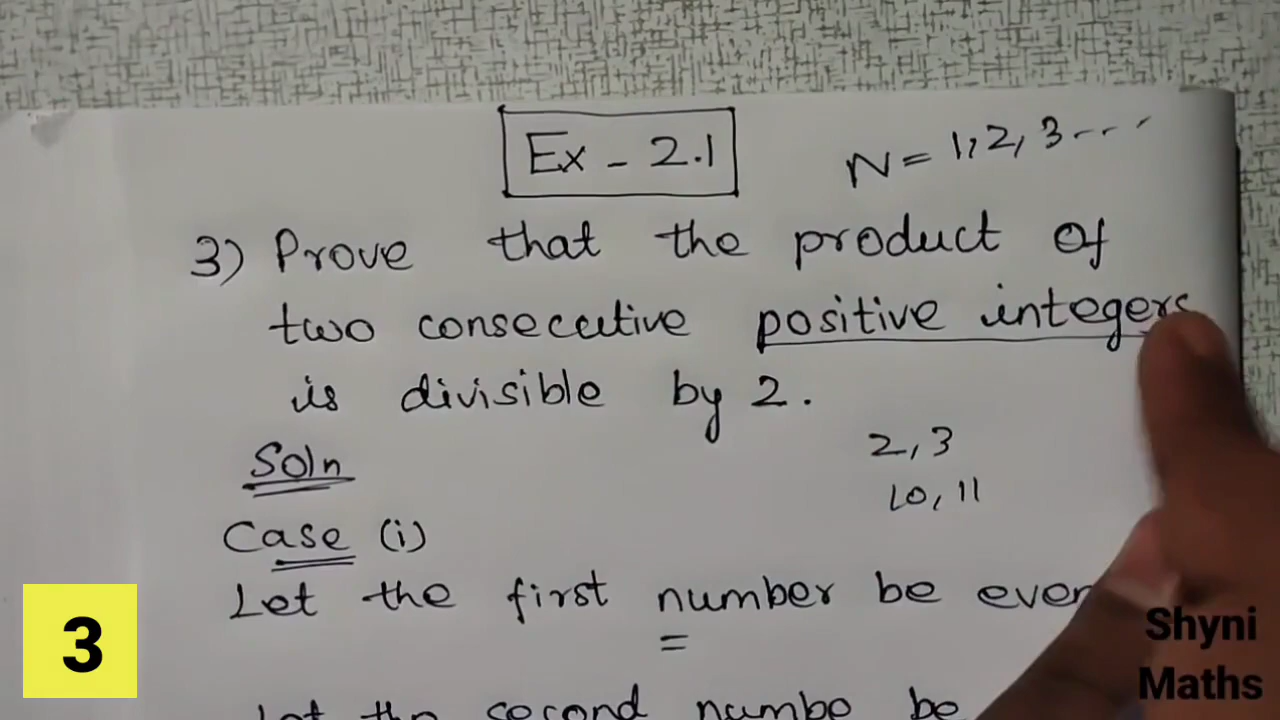 Ex - 2.1
N = 1, 2, 3 - - -
3) Prove that the product of
two consecutive positive integers
is divisible by 2.
Soln
2, 3
10, 11
Case (i)
Let the first number be even
=
Let the second numbe be
3
Shyni
Maths